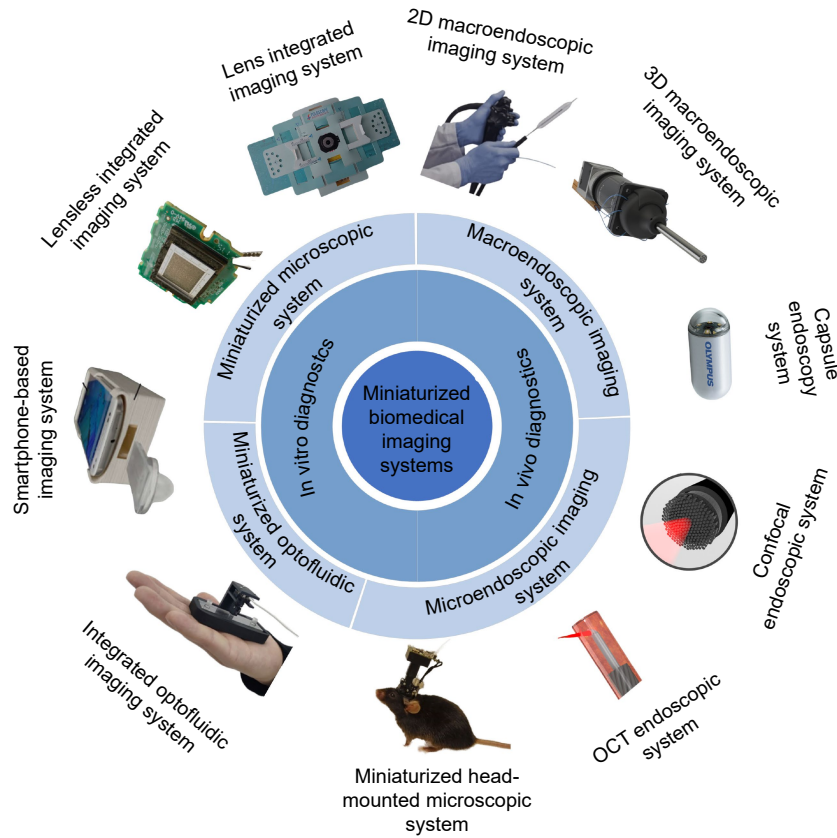 Lens integrated
imaging system
2D macroendoscopic
imaging system
3D macroendoscopic
imaging system
Capsule
endoscopy
system
OLYMPUS
Confocal
endoscopic system
OCT endoscopic
system
Miniaturized head-
mounted microscopic
system
Integrated optofluidic
imaging system
Smartphone-based
imaging system
Lensless integrated
imaging system
Miniaturized microscopic
system
Macroendoscopic imaging
system
Microendoscopic imaging
system
Miniaturized optofluidic
system
In vitro diagnostcs
In vivo diagnostics
Miniaturized
biomedical
imaging
systems